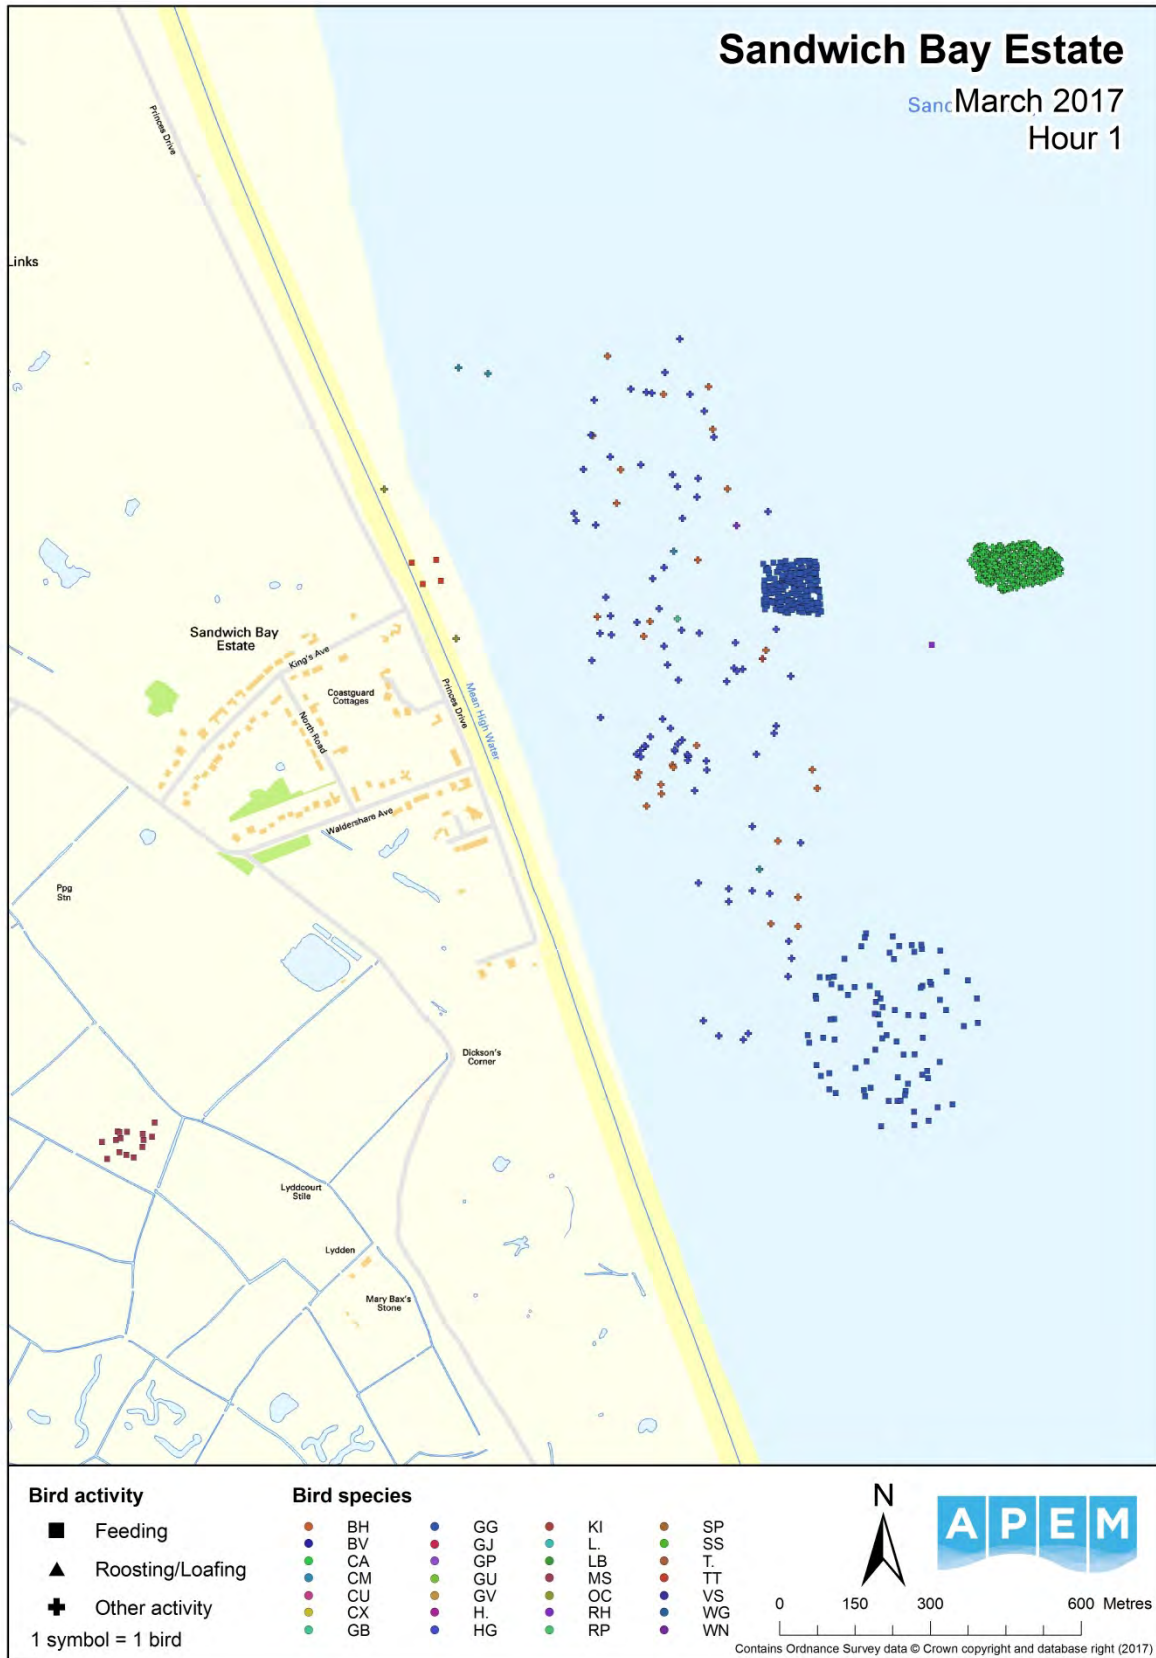 Sandwich Bay Estate
Sand
March 2017
Hour 1
Princes Drive
Links
Sandwich Bay
Estate
King's Ave
Coastguard
Cottages
North Road
Princes Drive
Mean High Water
Waldershare Ave
Ppg
Stn
Dickson's
Corner
Lyddcourt
Stile
Lydden
Mary Bax's
Stone
Bird activity
Feeding
Roosting/Loafing
Other activity
1 symbol = 1 bird
Bird species
BH
BV
CA
CM
CU
CX
GB
GG
GJ
GP
GU
GV
H.
HG
KI
L.
LB
MS
OC
RH
RP
SP
SS
T.
TT
VS
WG
WN
N
APEM
0 150 300 600 Metres
Contains Ordnance Survey data © Crown copyright and database right (2017)